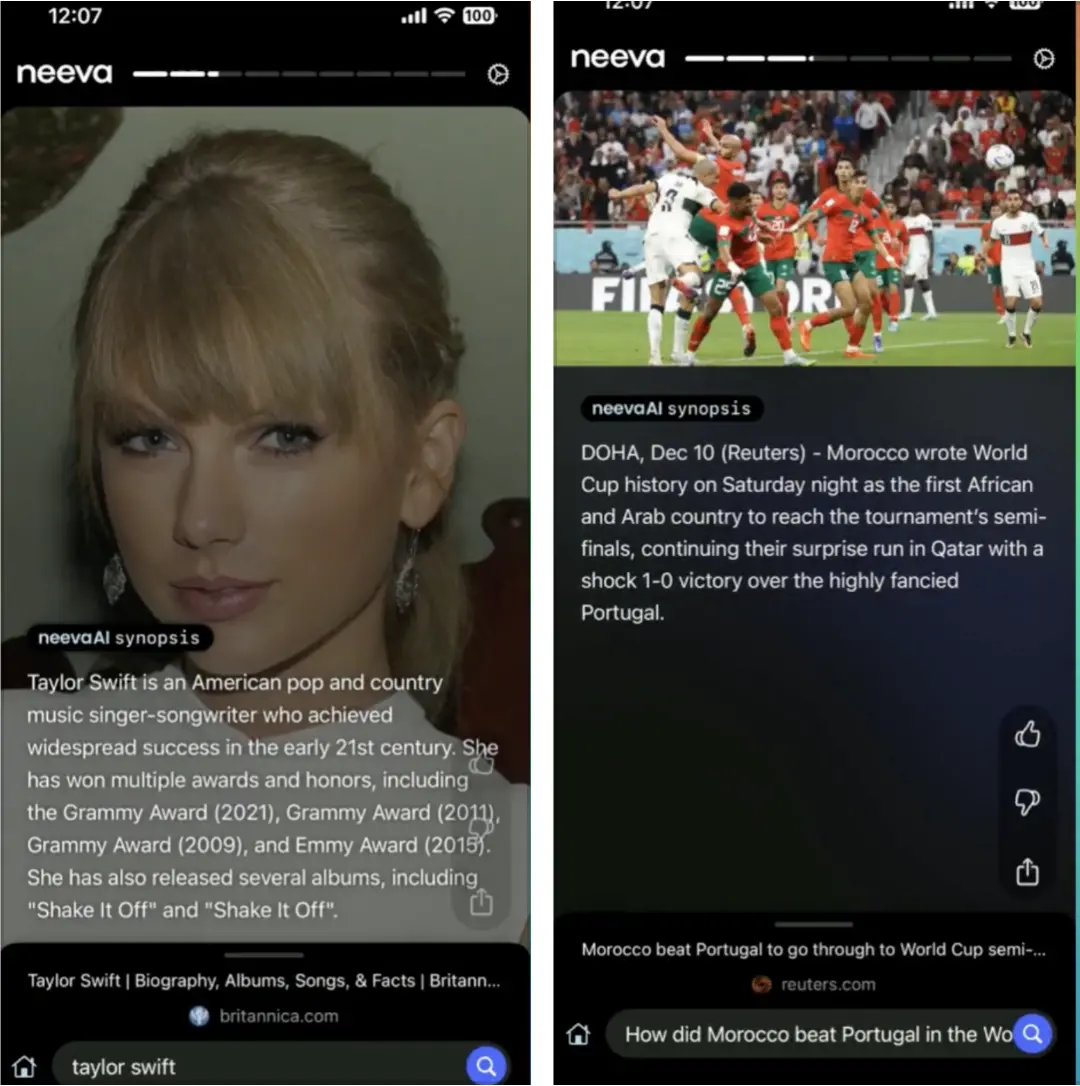 12:07
100
neeva
neevaAI synopsis
Taylor Swift is an American pop and country
music singer-songwriter who achieved
widespread success in the early 21st century. She
has won multiple awards and honors, including
the Grammy Award (2021), Grammy Award (2011),
Grammy Award (2009), and Emmy Award (2015).
She has also released several albums, including
"Shake It Off" and "Shake It Off".
Taylor Swift | Biography, Albums, Songs, & Facts | Britann...
britannica.com
taylor swift
12:07
neeva
3
20
neevaAI synopsis
DOHA, Dec 10 (Reuters) - Morocco wrote World
Cup history on Saturday night as the first African
and Arab country to reach the tournament's semi-
finals, continuing their surprise run in Qatar with a
shock 1-0 victory over the highly fancied
Portugal.
Morocco beat Portugal to go through to World Cup semi-...
reuters.com
How did Morocco beat Portugal in the Wo